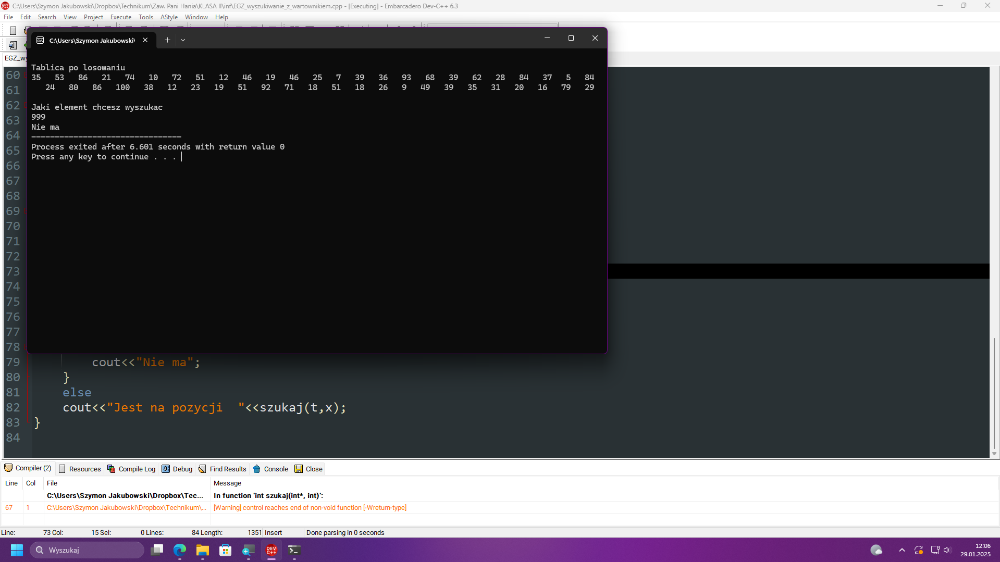 C:\Users\Szymon Jakubowski\Dropbox\Technikum\Zaw. Pani Hania\KLASA II\inf\EGZ_wyszukiwanie_z_wartownikiem.cpp - [Executing] - Embarcadero Dev-C++ 6.3
File Edit Search View Project Execute Tools AStyle Window Help
C:\Users\Szymon Jakubowski\
EGZ_wy
Tablica po losowaniu
35 53 86 21 74 10 72 51 12 46 19 46 25 7 39 36 93 68 39 62 28 84 37 5 84
24 80 86 100 38 12 23 19 51 92 71 18 51 18 26 9 49 39 35 31 20 16 79 29
Jaki element chcesz wyszukac
999
Nie ma
--------------------------------
Process exited after 6.601 seconds with return value 0
Press any key to continue . . .
60
61
62
63
64
65
66
67
68
69
70
71
72
73
74
75
76
77
78
79 cout<<"Nie ma";
80 }
81 else
82 cout<<"Jest na pozycji  "<<szukaj(t,x);
83 }
84
Compiler (2) Resources Compile Log Debug Find Results Console Close
Line Col File Message
C:\Users\Szymon Jakubowski\Dropbox\Tec... In function 'int szukaj(int*, int)':
67 1 C:\Users\Szymon Jakubowski\Dropbox\Technikum\... [Warning] control reaches end of non-void function [-Wreturn-type]
Line: 73 Col: 15 Sel: 0 Lines: 84 Length: 1351 Insert Done parsing in 0 seconds
Wyszukaj
DEV C++
12:06
29.01.2025